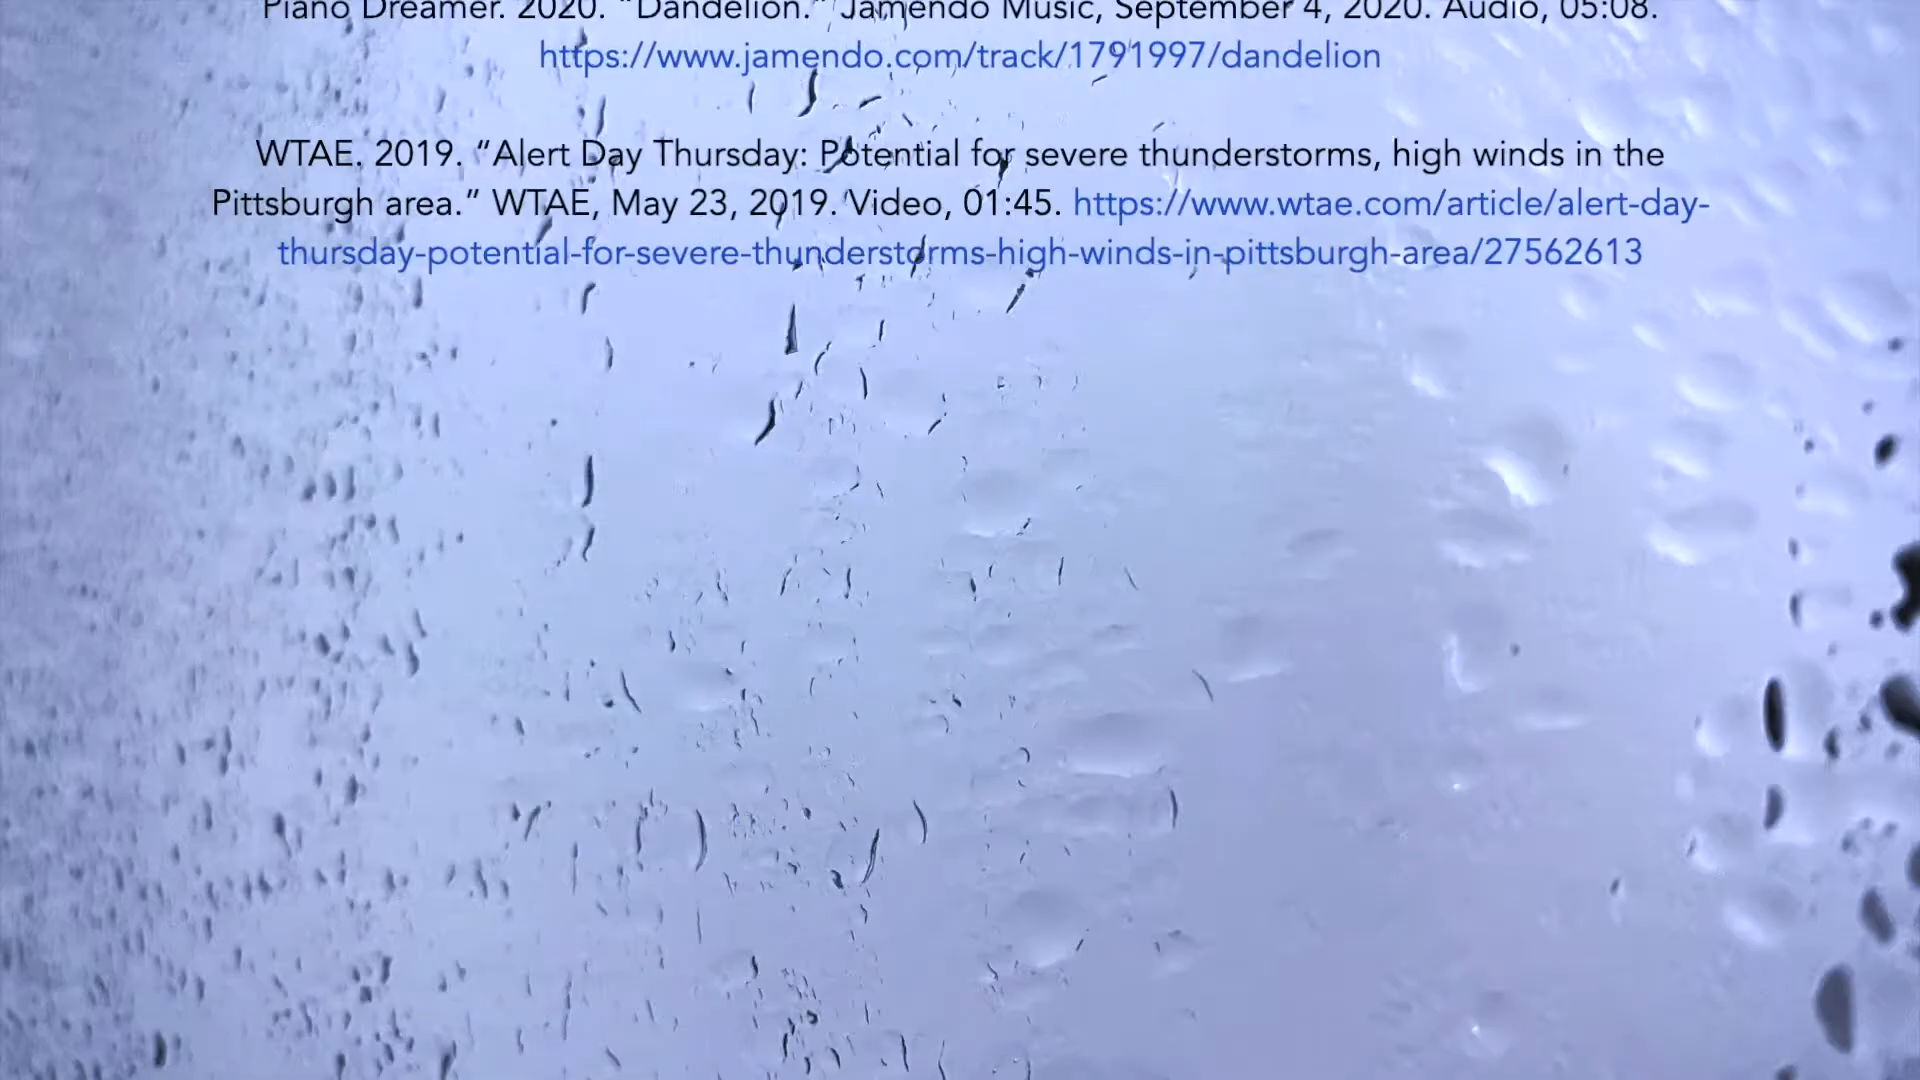 Piano Dreamer. 2020. “Dandelion.” Jamendo Music, September 4, 2020. Audio, 05:08.
https://www.jamendo.com/track/1791997/dandelion
WTAE. 2019. “Alert Day Thursday: Potential for severe thunderstorms, high winds in the
Pittsburgh area.” WTAE, May 23, 2019. Video, 01:45. https://www.wtae.com/article/alert-day-
thursday-potential-for-severe-thunderstorms-high-winds-in-pittsburgh-area/27562613